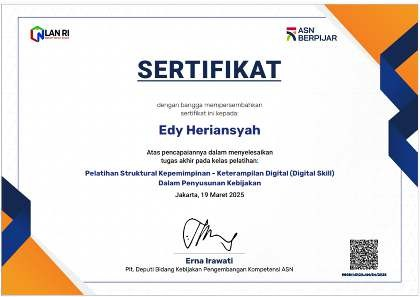 LAN RI
ASN
BERPIJAR
SERTIFIKAT
dengan bangga mempersembahkan
sertifikat ini kepada:
Edy Heriansyah
Atas pencapaiannya dalam menyelesaikan
tugas akhir pada kelas pelatihan:
Pelatihan Struktural Kepemimpinan - Keterampilan Digital (Digital Skill)
Dalam Penyusunan Kebijakan
Jakarta, 19 Maret 2025
Erna Irawati
Plt. Deputi Bidang Kebijakan Pengembangan Kompetensi ASN